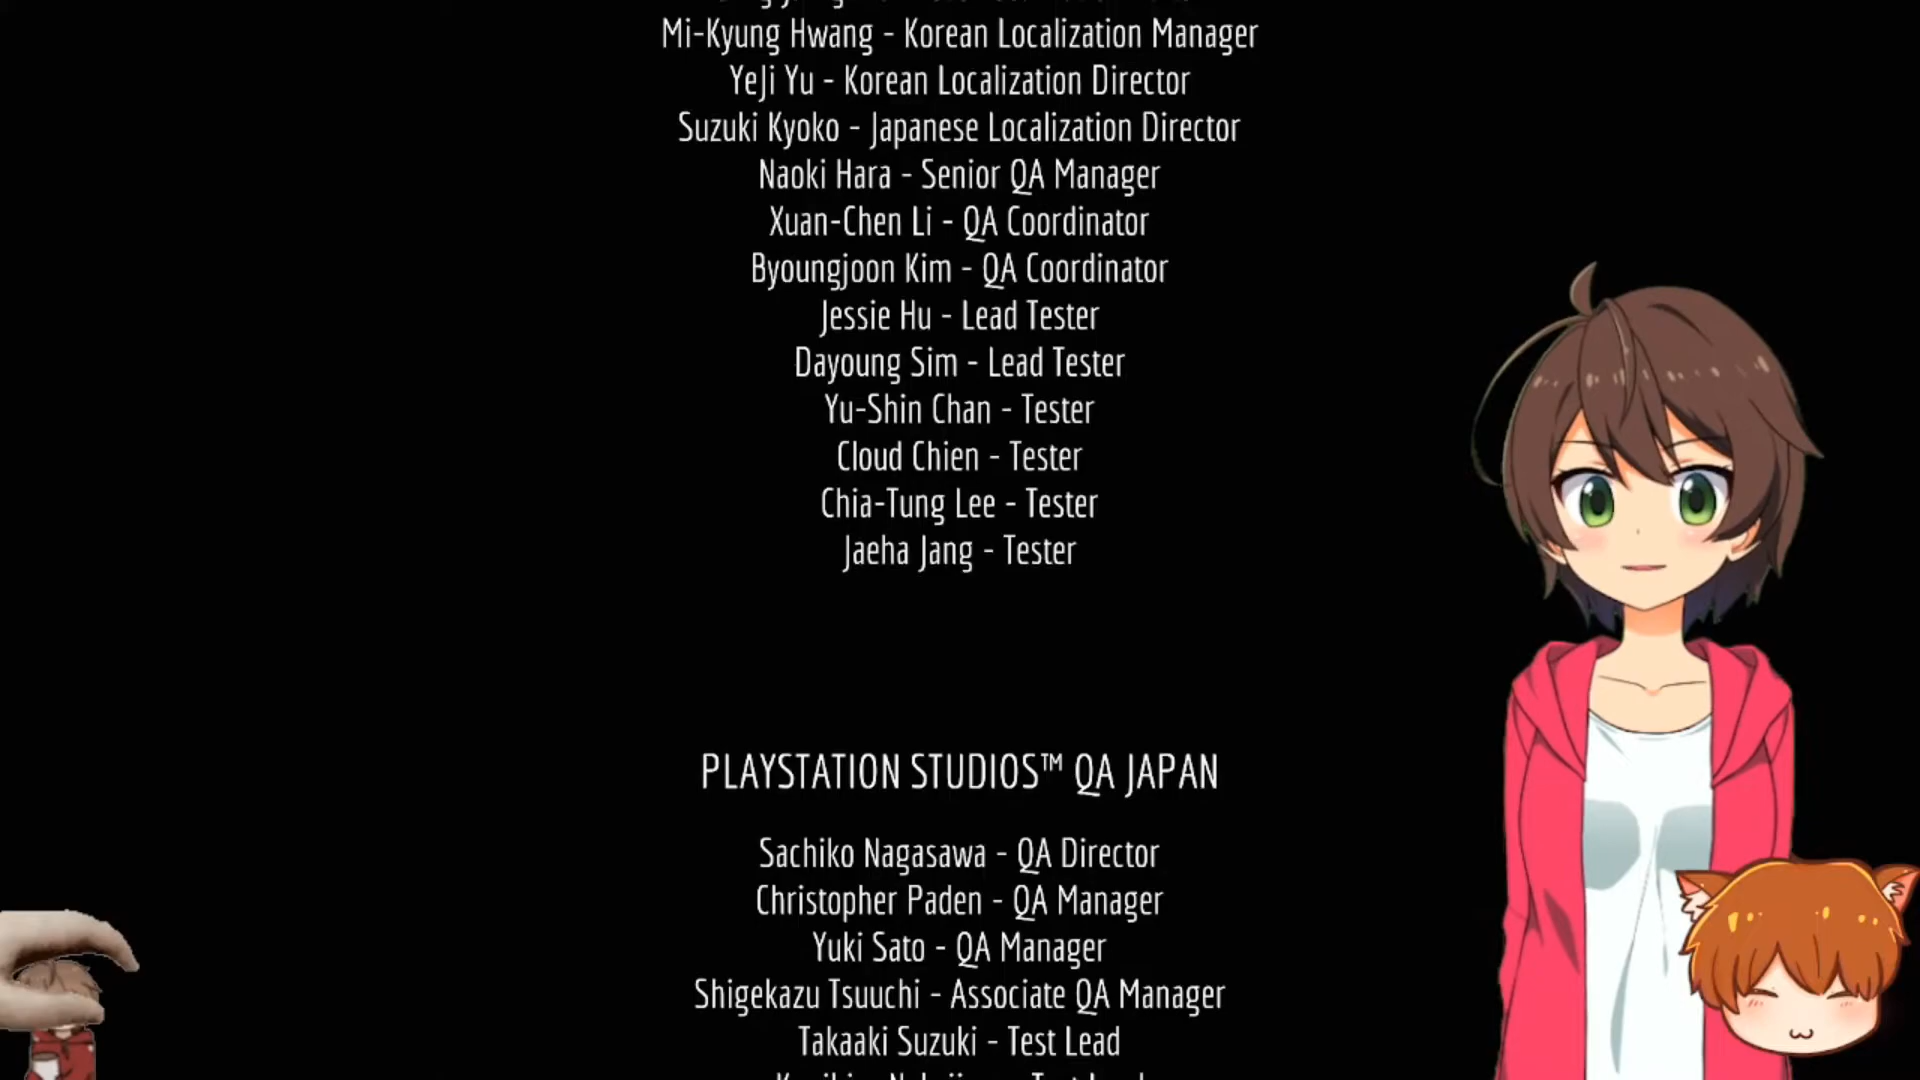 Mi-Kyung Hwang - Korean Localization Manager
YeJi Yu - Korean Localization Director
Suzuki Kyoko - Japanese Localization Director
Naoki Hara - Senior QA Manager
Xuan-Chen Li - QA Coordinator
Byoungjoon Kim - QA Coordinator
Jessie Hu - Lead Tester
Dayoung Sim - Lead Tester
Yu-Shin Chan - Tester
Cloud Chien - Tester
Chia-Tung Lee - Tester
Jaeha Jang - Tester
PLAYSTATION STUDIOS™ QA JAPAN
Sachiko Nagasawa - QA Director
Christopher Paden - QA Manager
Yuki Sato - QA Manager
Shigekazu Tsuuchi - Associate QA Manager
Takaaki Suzuki - Test Lead